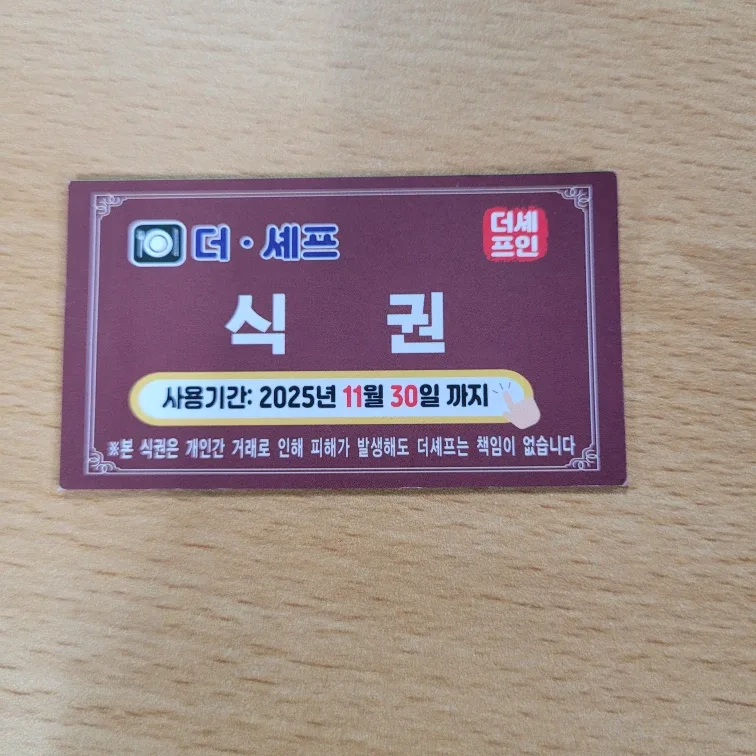 더·셰프
더셰
프인
식 권
사용기간: 2025년 11월 30일 까지
※본 식권은 개인간 거래로 인해 피해가 발생해도 더셰프는 책임이 없습니다